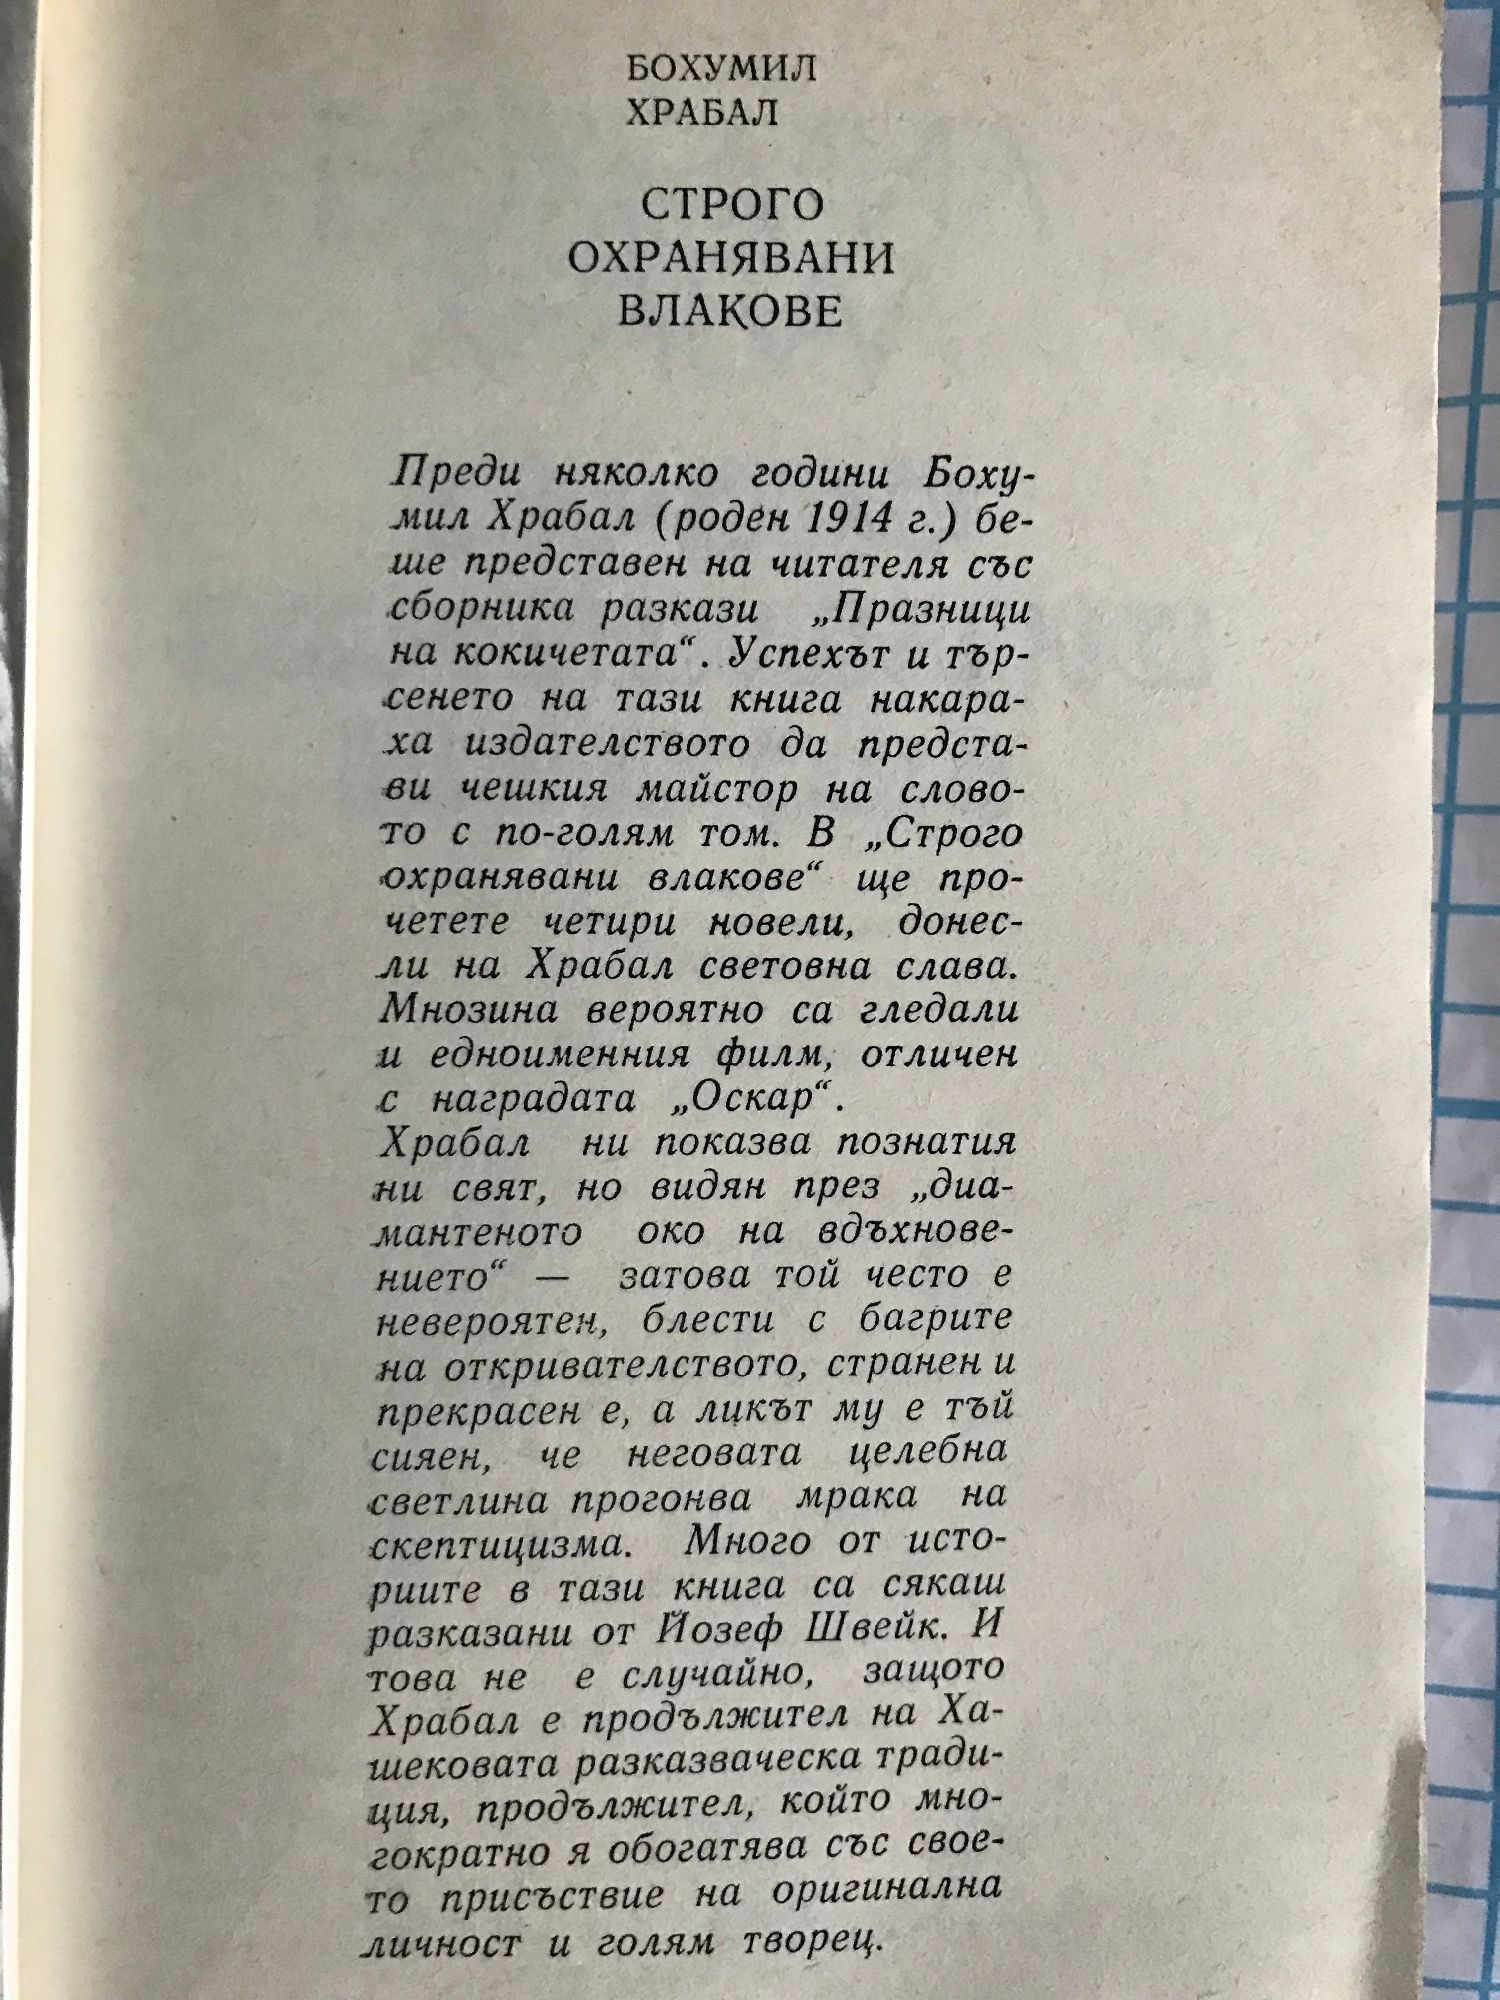 БОХУМИЛ
ХРАБАЛ
СТРОГО
ОХРАНЯВАНИ
ВЛАКОВЕ
Преди няколко години Боху-
мил Храбал (роден 1914 г.) бе-
ше представен на читателя със
сборника разкази „Празници
на кокичетата“. Успехът и тър-
сенето на тази книга накара-
ха издателството да предста-
ви чешкия майстор на слово-
то с по-голям том. В „Строго
охранявани влакове“ ще про-
четете четири новели, донес-
ли на Храбал световна слава.
Мнозина вероятно са гледали
и едноименния филм, отличен
с наградата „Оскар“.
Храбал ни показва познатия
ни свят, но видян през „диа-
мантеното око на вдъхнове-
нието“ — затова той често е
невероятен, блести с багрите
на откривателството, странен и
прекрасен е, а ликът му е тъй
сияен, че неговата целебна
светлина прогонва мрака на
скептицизма. Много от исто-
риите в тази книга са сякаш
разказани от Йозеф Швейк. И
това не е случайно, защото
Храбал е продължител на Ха-
шековата разказваческа тради-
ция, продължител, който мно-
гократно я обогатява със свое-
то присъствие на оригинална
личност и голям творец.